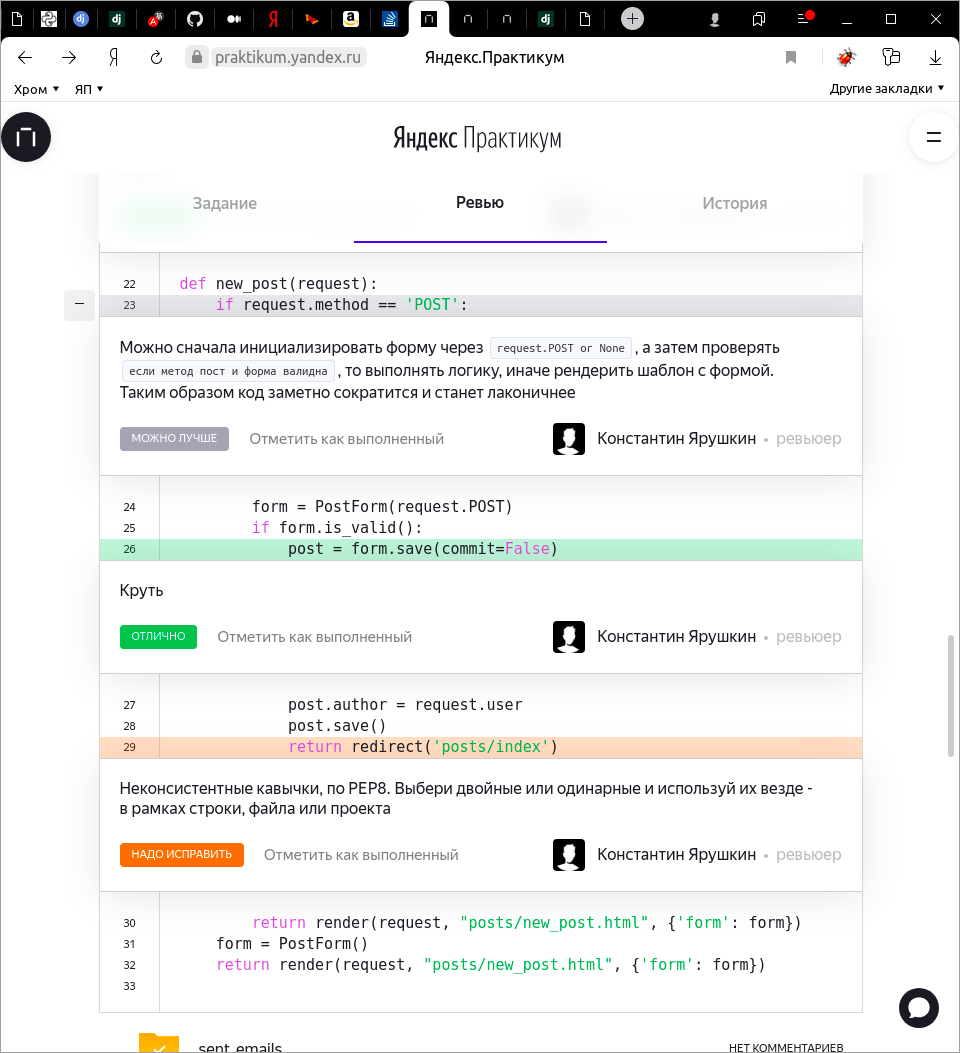 praktikum.yandex.ru
Яндекс.Практикум
Хром
ЯП
Другие закладки
Яндекс Практикум
Задание
Ревью
История
22 def new_post(request):
23 if request.method == 'POST':
Можно сначала инициализировать форму через request.POST or None , а затем проверять
если метод пост и форма валидна , то выполнять логику, иначе рендерить шаблон с формой.
Таким образом код заметно сократится и станет лаконичнее
МОЖНО ЛУЧШЕ Отметить как выполненный Константин Ярушкин • ревьюер
24 form = PostForm(request.POST)
25 if form.is_valid():
26 post = form.save(commit=False)
Круть
ОТЛИЧНО Отметить как выполненный Константин Ярушкин • ревьюер
27 post.author = request.user
28 post.save()
29 return redirect('posts/index')
Неконсистентные кавычки, по PEP8. Выбери двойные или одинарные и используй их везде -
в рамках строки, файла или проекта
НАДО ИСПРАВИТЬ Отметить как выполненный Константин Ярушкин • ревьюер
30 return render(request, "posts/new_post.html", {'form': form})
31 form = PostForm()
32 return render(request, "posts/new_post.html", {'form': form})
33
sent_emails НЕТ КОММЕНТАРИЕВ